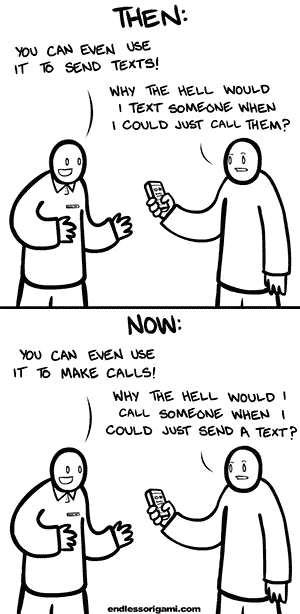 THEN:
YOU CAN EVEN USE
IT TO SEND TEXTS!
WHY THE HELL WOULD
I TEXT SOMEONE WHEN
I COULD JUST CALL THEM?
NOW:
YOU CAN EVEN USE
IT TO MAKE CALLS!
WHY THE HELL WOULD I
CALL SOMEONE WHEN I
COULD JUST SEND A TEXT?
endlessorigami.com